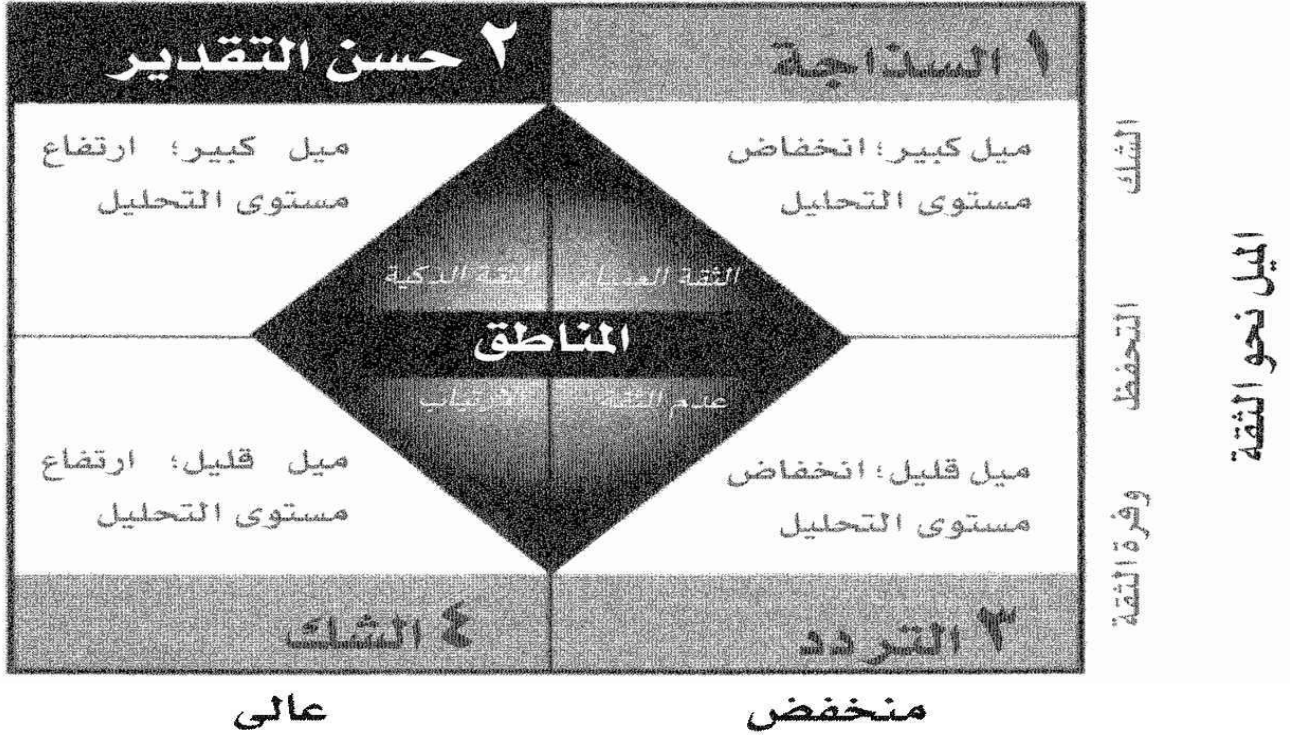 ١ السذاجة
٢ حسن التقدير
ميل كبير؛ انخفاض
مستوى التحليل
ميل كبير؛ ارتفاع
مستوى التحليل
الثقة العمياء
الثقة الذكية
المناطق
عدم الثقة
الارتياب
ميل قليل؛ انخفاض
مستوى التحليل
ميل قليل؛ ارتفاع
مستوى التحليل
٣ التردد
٤ الشك
منخفض
عالى
الشك
التحفظ
وفرة الثقة
الميل نحو الثقة